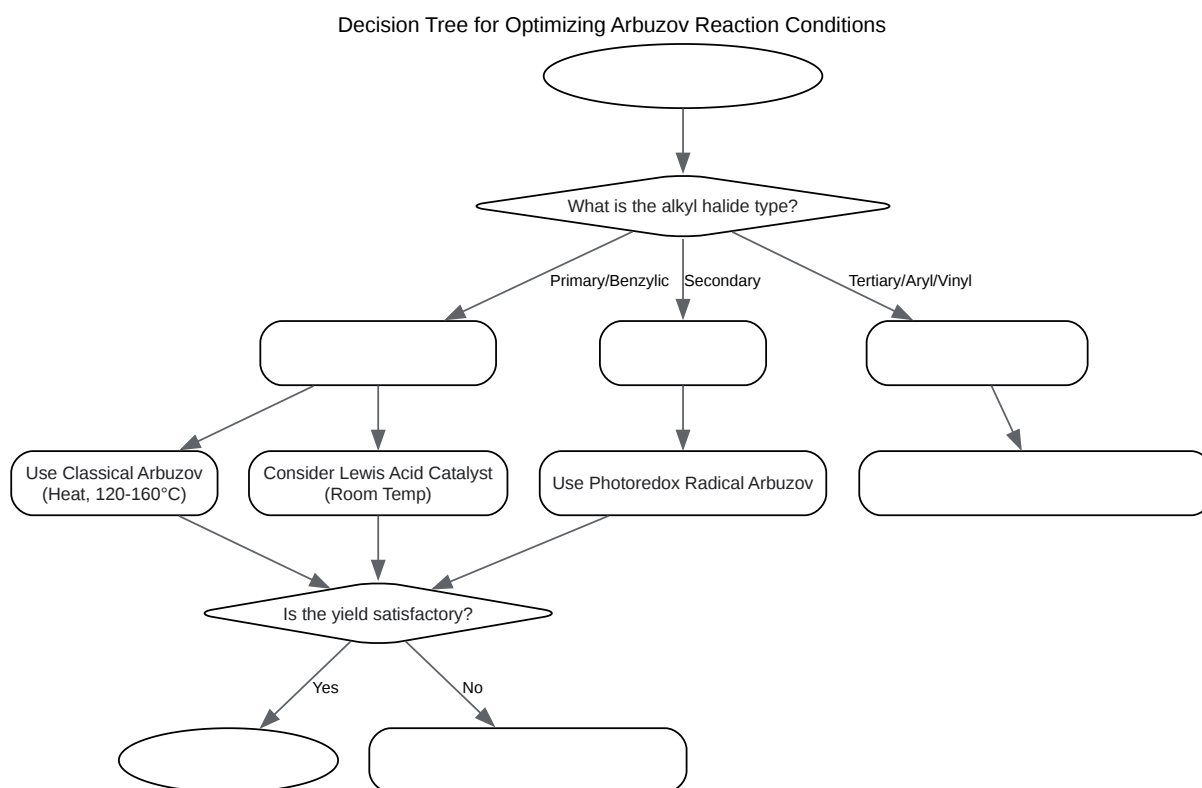 Decision Tree for Optimizing Arbuzov Reaction Conditions
What is the alkyl halide type?
Primary/Benzylic
Secondary
Tertiary/Aryl/Vinyl
Use Classical Arbuzov
(Heat, 120-160°C)
Consider Lewis Acid Catalyst
(Room Temp)
Use Photoredox Radical Arbuzov
Is the yield satisfactory?
Yes
No